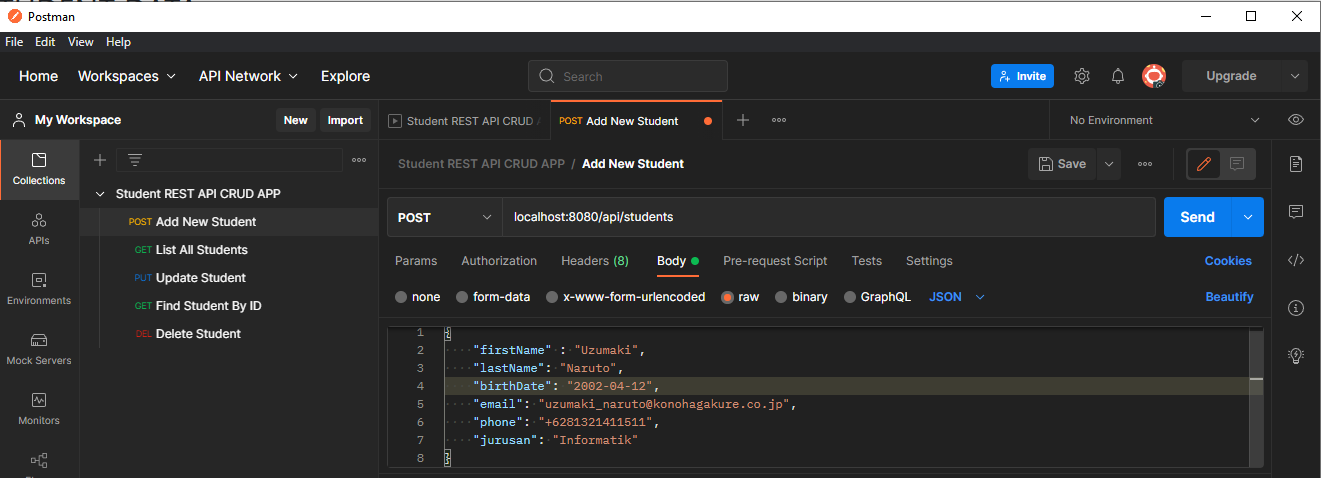 Postman
File Edit View Help
Home Workspaces API Network Explore Search Invite Upgrade
My Workspace New Import Student REST API CRUD POST Add New Student No Environment
Student REST API CRUD APP / Add New Student Save
Collections
APIs
Environments
Mock Servers
Monitors
Student REST API CRUD APP
POST Add New Student
GET List All Students
PUT Update Student
GET Find Student By ID
DEL Delete Student
POST localhost:8080/api/students Send
Params Authorization Headers (8) Body Pre-request Script Tests Settings Cookies
none form-data x-www-form-urlencoded raw binary GraphQL JSON Beautify
1 {
2 "firstName" : "Uzumaki",
3 "lastName": "Naruto",
4 "birthDate": "2002-04-12",
5 "email": "uzumaki_naruto@konohagakure.co.jp",
6 "phone": "+6281321411511",
7 "jurusan": "Informatik"
8 }